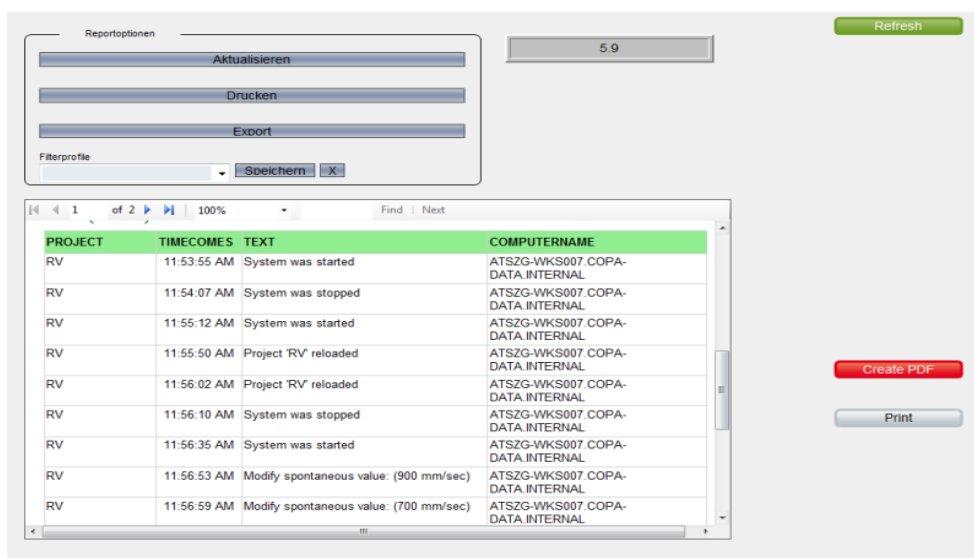 Reportoptionen
Aktualisieren
Drucken
Export
Filterprofile
Speichern X
5.9
Refresh
1 of 2 100% Find | Next
PROJECT TIMECOMES TEXT COMPUTERNAME
RV 11:53:55 AM System was started ATSZG-WKS007.COPA-
DATA.INTERNAL
RV 11:54:07 AM System was stopped ATSZG-WKS007.COPA-
DATA.INTERNAL
RV 11:55:12 AM System was started ATSZG-WKS007.COPA-
DATA.INTERNAL
RV 11:55:50 AM Project 'RV' reloaded ATSZG-WKS007.COPA-
DATA.INTERNAL
RV 11:56:02 AM Project 'RV' reloaded ATSZG-WKS007.COPA-
DATA.INTERNAL
RV 11:56:10 AM System was stopped ATSZG-WKS007.COPA-
DATA.INTERNAL
RV 11:56:35 AM System was started ATSZG-WKS007.COPA-
DATA.INTERNAL
RV 11:56:53 AM Modify spontaneous value: (900 mm/sec) ATSZG-WKS007.COPA-
DATA.INTERNAL
RV 11:56:59 AM Modify spontaneous value: (700 mm/sec) ATSZG-WKS007.COPA-
DATA.INTERNAL
Create PDF
Print